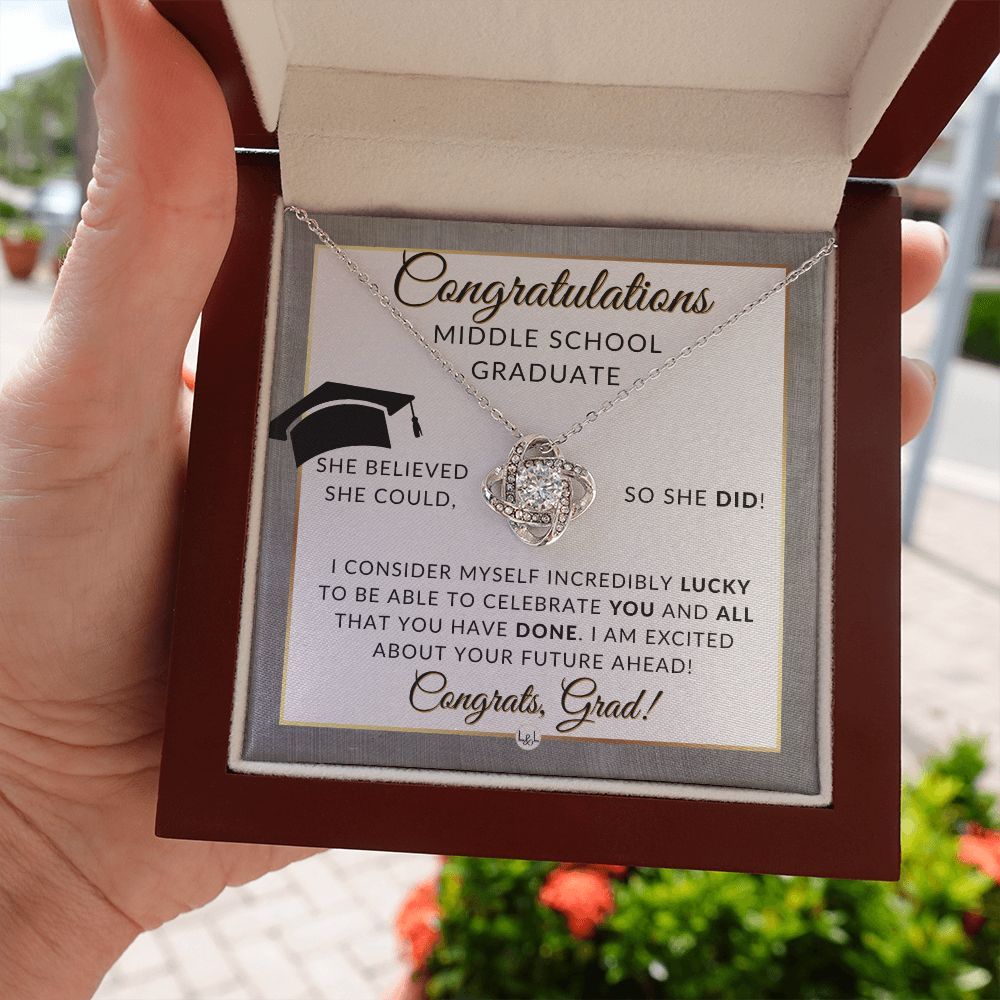 Congratulations
MIDDLE SCHOOL
GRADUATE
SHE BELIEVED
SHE COULD,
SO SHE DID!
I CONSIDER MYSELF INCREDIBLY LUCKY
TO BE ABLE TO CELEBRATE YOU AND ALL
THAT YOU HAVE DONE. I AM EXCITED
ABOUT YOUR FUTURE AHEAD!
Congrats, Grad!
L&L